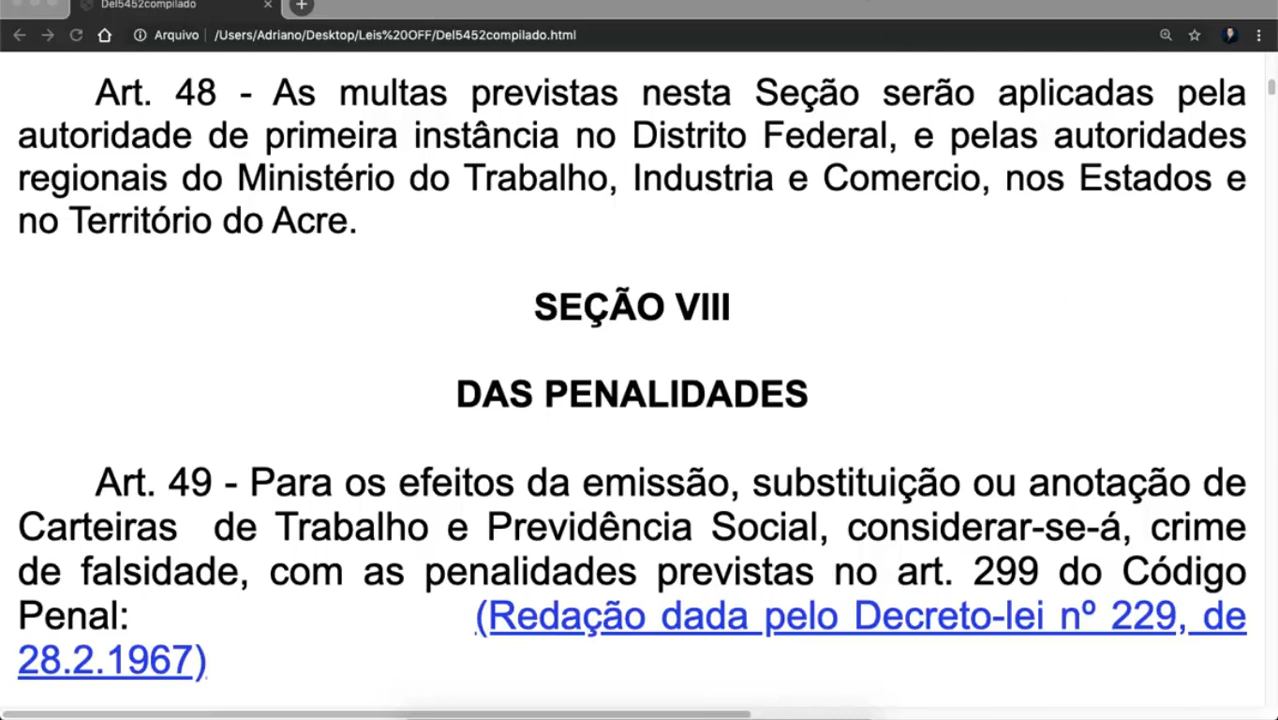 Del5452compilado
Arquivo | /Users/Adriano/Desktop/Leis%20OFF/Del5452compilado.html
Art. 48 - As multas previstas nesta Seção serão aplicadas pela
autoridade de primeira instância no Distrito Federal, e pelas autoridades
regionais do Ministério do Trabalho, Industria e Comercio, nos Estados e
no Território do Acre.
SEÇÃO VIII
DAS PENALIDADES
Art. 49 - Para os efeitos da emissão, substituição ou anotação de
Carteiras de Trabalho e Previdência Social, considerar-se-á, crime
de falsidade, com as penalidades previstas no art. 299 do Código
Penal: (Redação dada pelo Decreto-lei nº 229, de
28.2.1967)